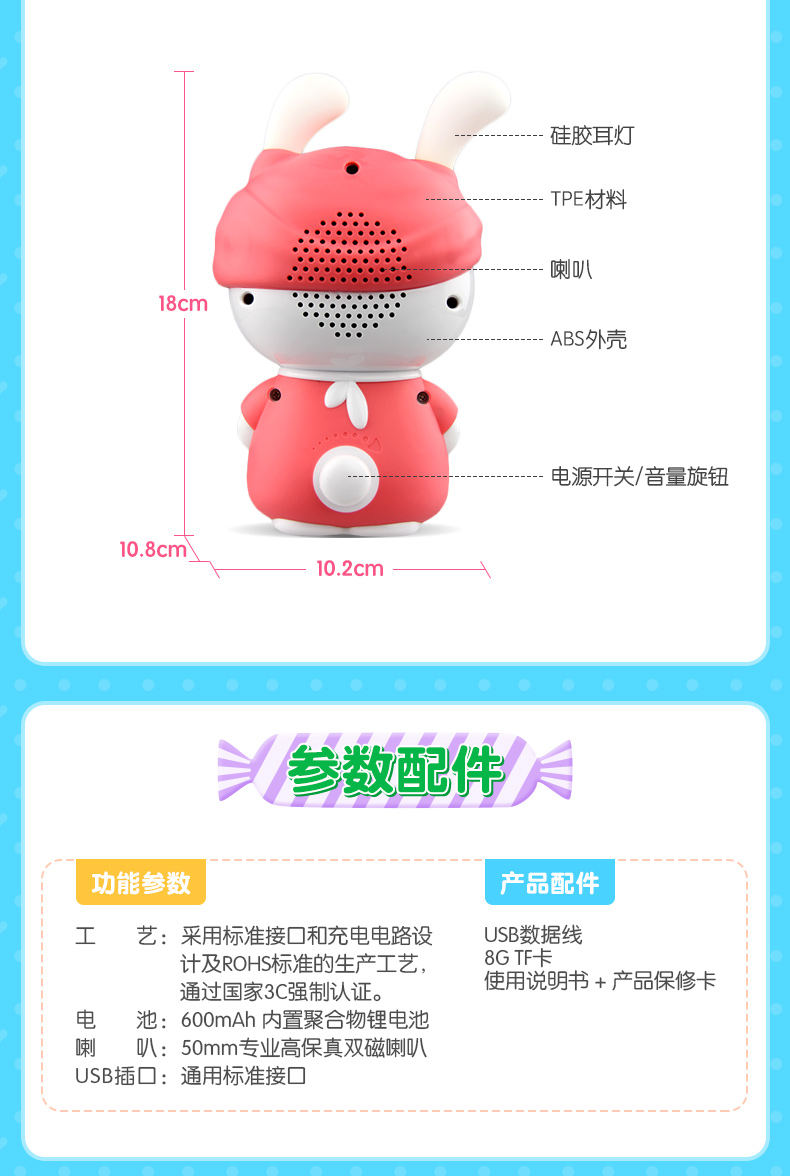 硅胶耳灯
TPE材料
喇叭
18cm
ABS外壳
电源开关/音量旋钮
10.8cm
10.2cm
参数配件
功能参数
工 艺：采用标准接口和充电电路设
计及ROHS标准的生产工艺，
通过国家3C强制认证。
电 池：600mAh 内置聚合物锂电池
喇 叭：50mm专业高保真双磁喇叭
USB插口：通用标准接口
产品配件
USB数据线
8G TF卡
使用说明书 + 产品保修卡